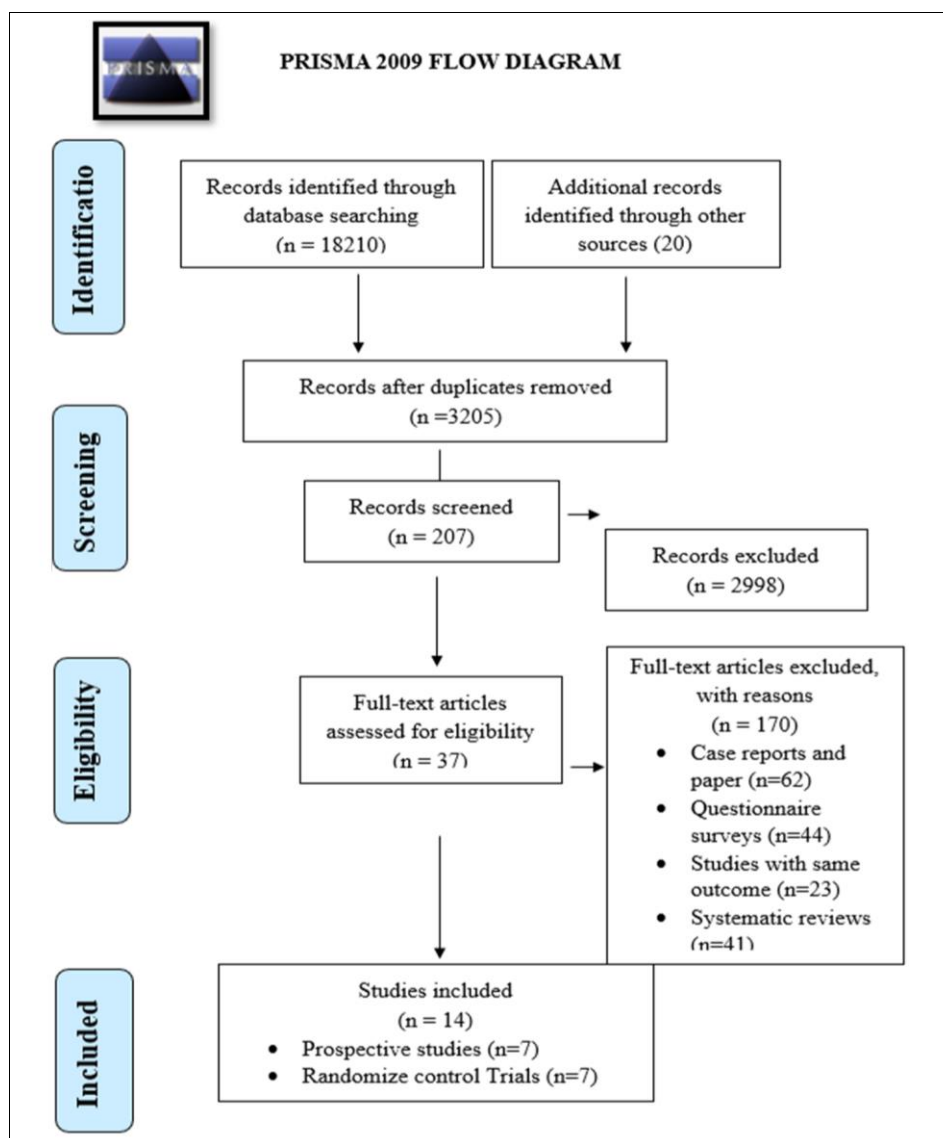 PRISMA
PRISMA 2009 FLOW DIAGRAM
Identificatio
Records identified through
database searching
(n = 18210)
Additional records
identified through other
sources (20)
Records after duplicates removed
(n =3205)
Screening
Records screened
(n = 207)
Records excluded
(n = 2998)
Eligibility
Full-text articles
assessed for eligibility
(n = 37)
Full-text articles excluded,
with reasons
(n = 170)
• Case reports and
paper (n=62)
• Questionnaire
surveys (n=44)
• Studies with same
outcome (n=23)
• Systematic reviews
(n=41)
Included
Studies included
(n = 14)
• Prospective studies (n=7)
• Randomize control Trials (n=7)